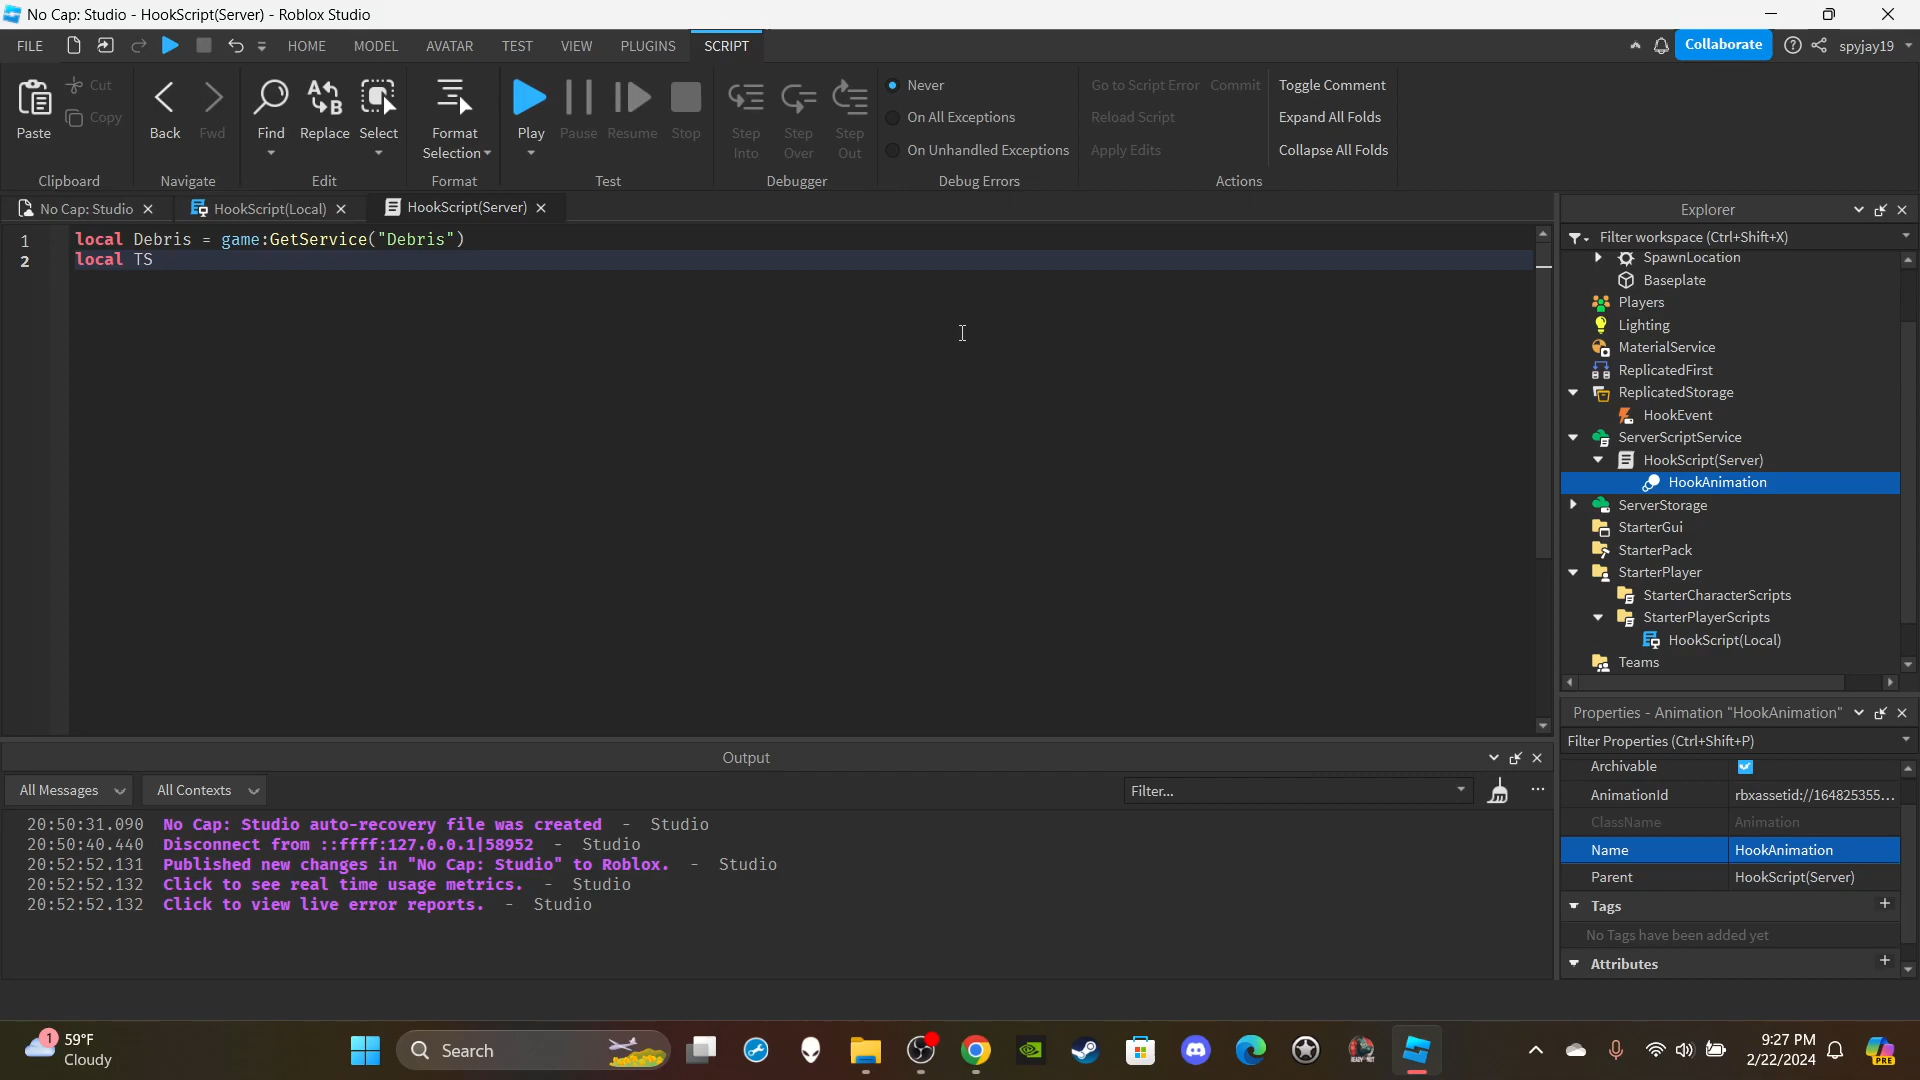 No Cap: Studio - HookScript(Server) - Roblox Studio
FILE HOME MODEL AVATAR TEST VIEW PLUGINS SCRIPT Collaborate spyjay19
Paste Cut Copy
Clipboard
Back Fwd
Navigate
Find Replace Select
Edit
Format Selection
Format
Play Pause Resume Stop
Test
Step Into Step Over Step Out
Debugger
Never
On All Exceptions
On Unhandled Exceptions
Debug Errors
Go to Script Error Commit
Reload Script
Apply Edits
Toggle Comment
Expand All Folds
Collapse All Folds
Actions
No Cap: Studio HookScript(Local) HookScript(Server)
1 local Debris = game:GetService("Debris")
2 local TS
Explorer
Filter workspace (Ctrl+Shift+X)
SpawnLocation
Baseplate
Players
Lighting
MaterialService
ReplicatedFirst
ReplicatedStorage
HookEvent
ServerScriptService
HookScript(Server)
HookAnimation
ServerStorage
StarterGui
StarterPack
StarterPlayer
StarterCharacterScripts
StarterPlayerScripts
HookScript(Local)
Teams
Properties - Animation "HookAnimation"
Filter Properties (Ctrl+Shift+P)
Archivable
AnimationId rbxassetid://164825355...
ClassName Animation
Name HookAnimation
Parent HookScript(Server)
Tags
No Tags have been added yet
Attributes
Output
All Messages All Contexts Filter...
20:50:31.090 No Cap: Studio auto-recovery file was created - Studio
20:50:40.440 Disconnect from ::ffff:127.0.0.1|58952 - Studio
20:52:52.131 Published new changes in "No Cap: Studio" to Roblox. - Studio
20:52:52.132 Click to see real time usage metrics. - Studio
20:52:52.132 Click to view live error reports. - Studio
1 59°F
Cloudy
Search
9:27 PM
2/22/2024
PRE